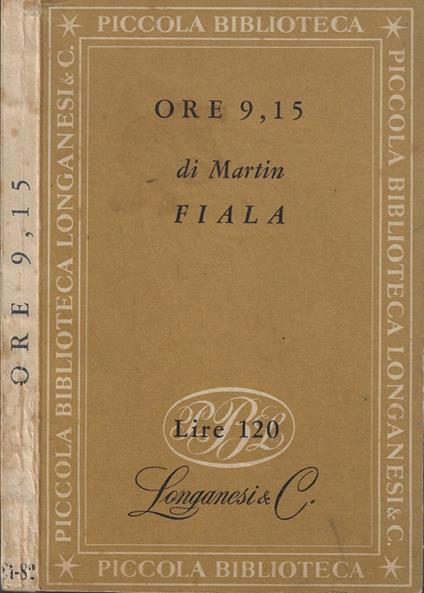 PICCOLA BIBLIOTECA
PICCOLA BIBLIOTECA LONGANESI & C.
PICCOLA BIBLIOTECA LONGANESI & C.
ORE 9,15
ORE 9,15
di Martin
FIALA
PBL
Lire 120
Longanesi & C.
PICCOLA BIBLIOTECA